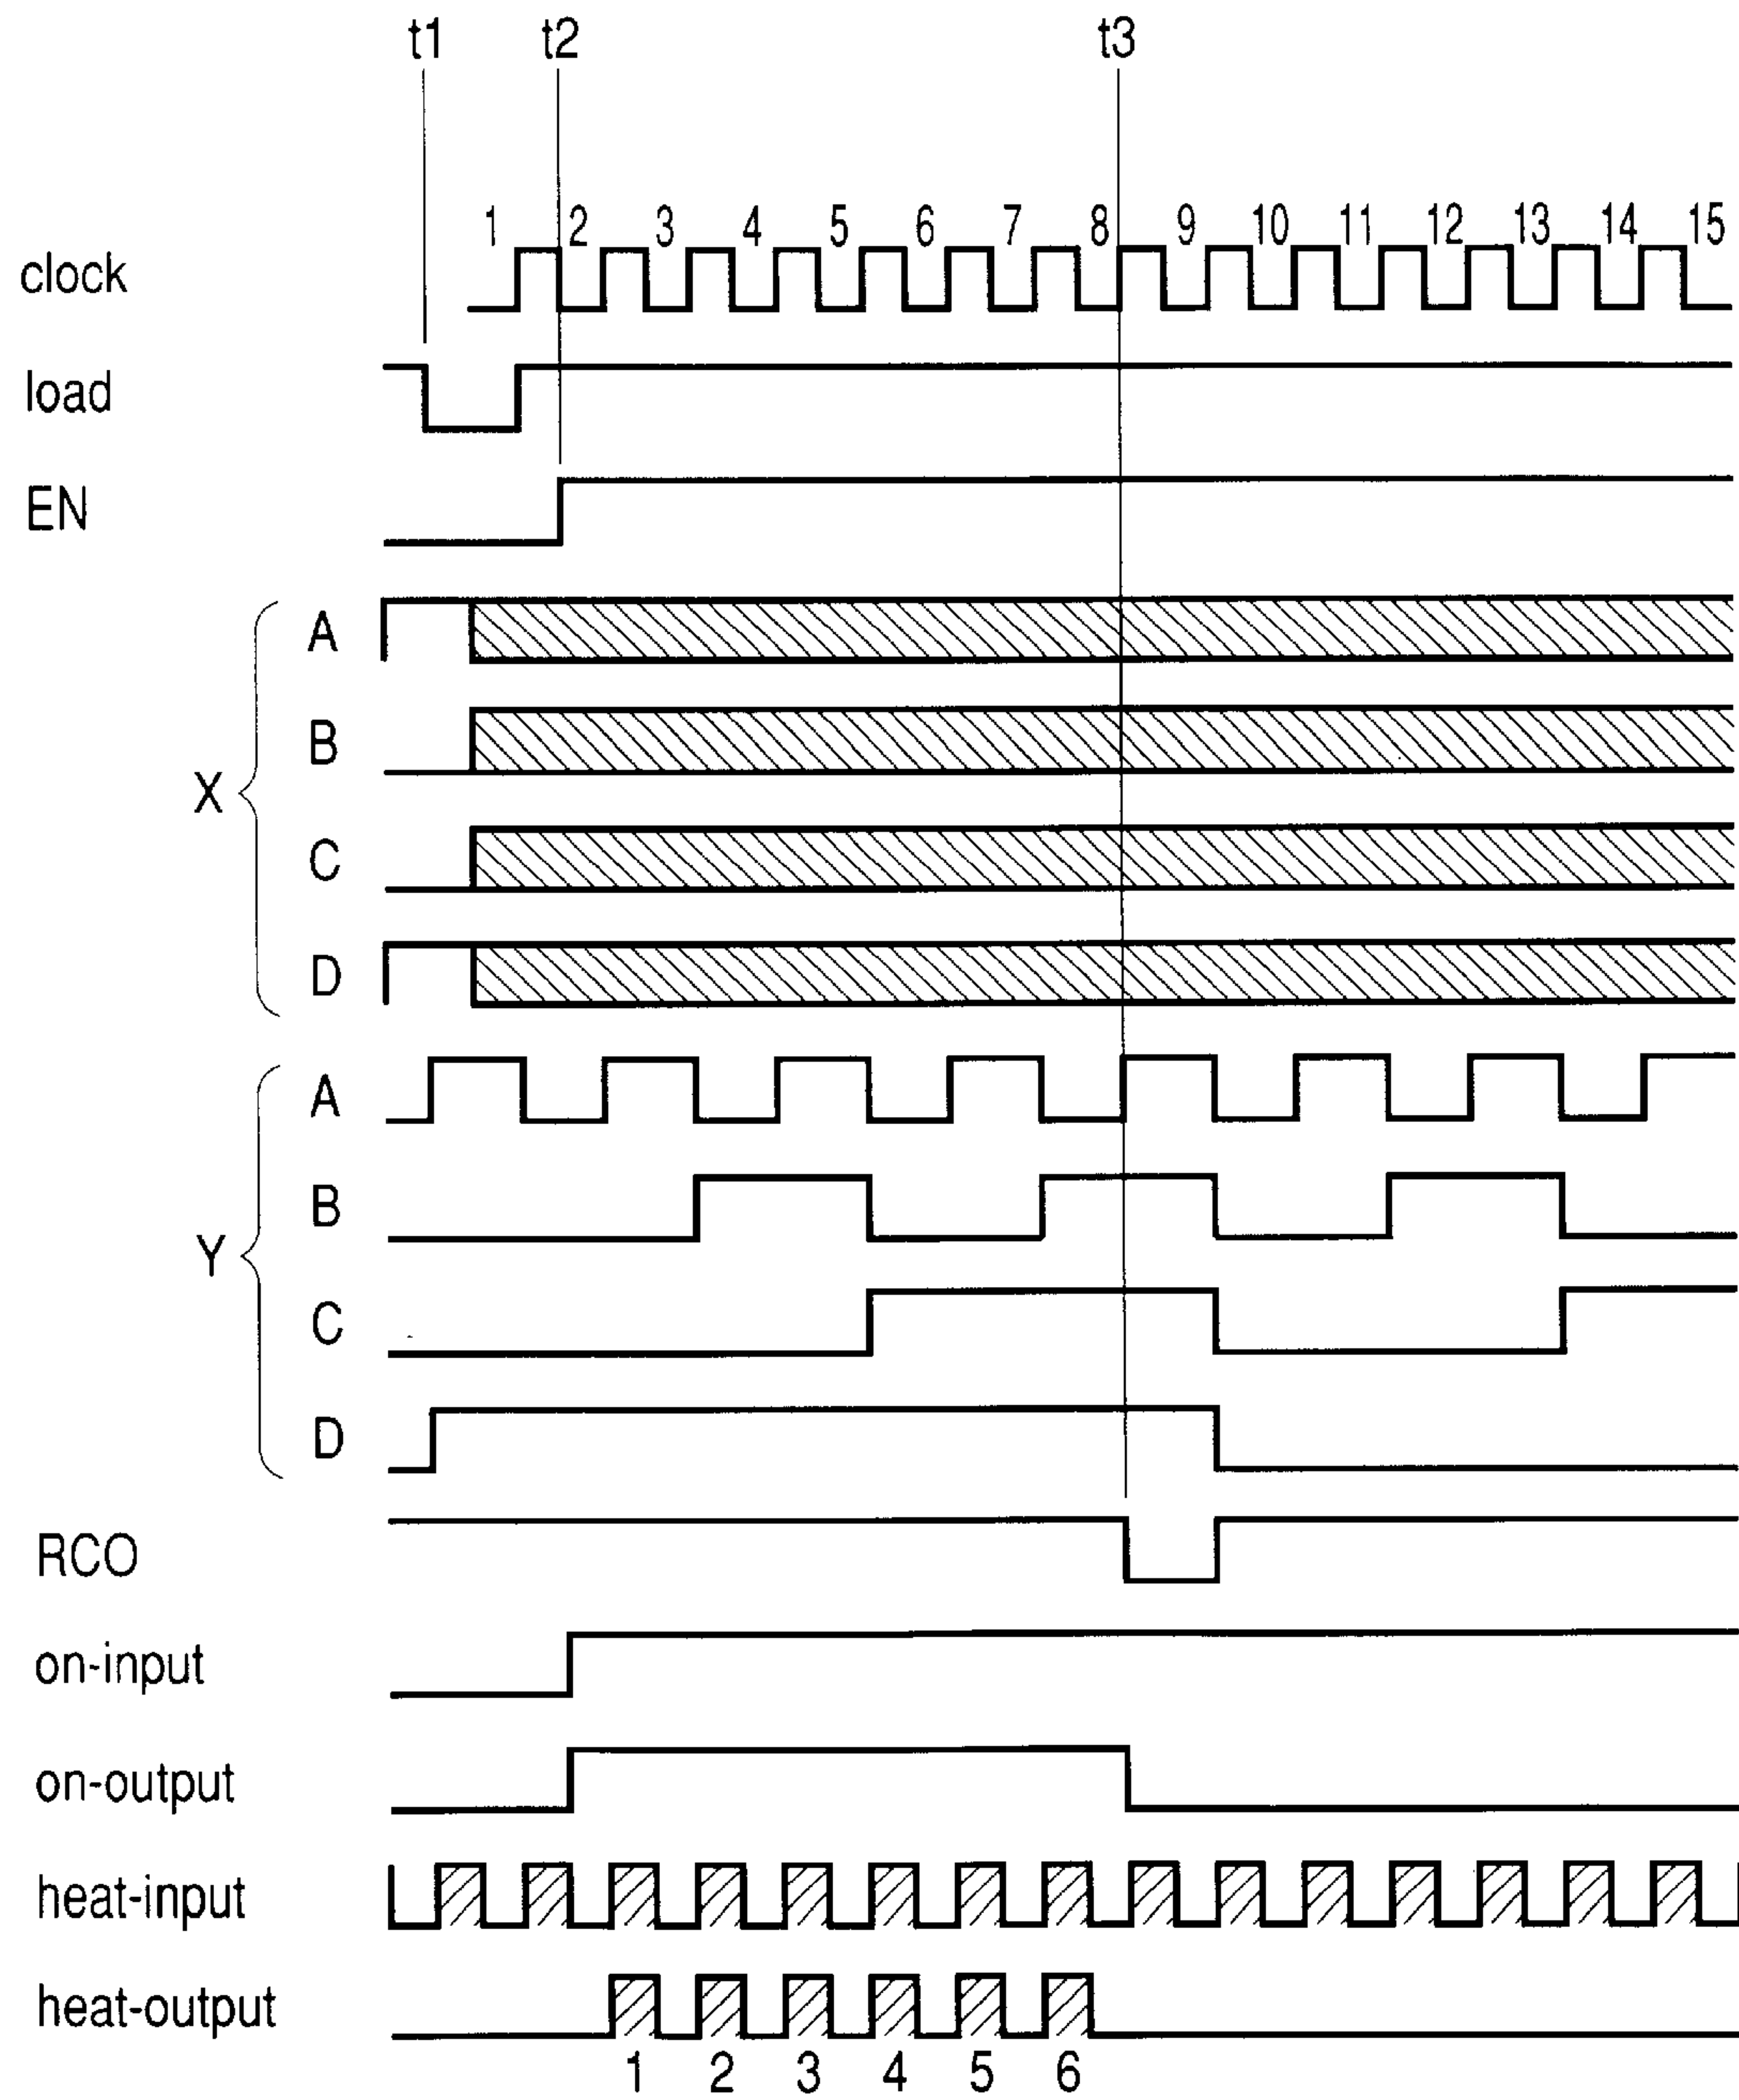 t1 t2 t3
1 2 3 4 5 6 7 8 9 10 11 12 13 14 15
clock
load
EN
X
A
B
C
D
Y
A
B
C
D
RCO
on-input
on-output
heat-input
heat-output
1 2 3 4 5 6